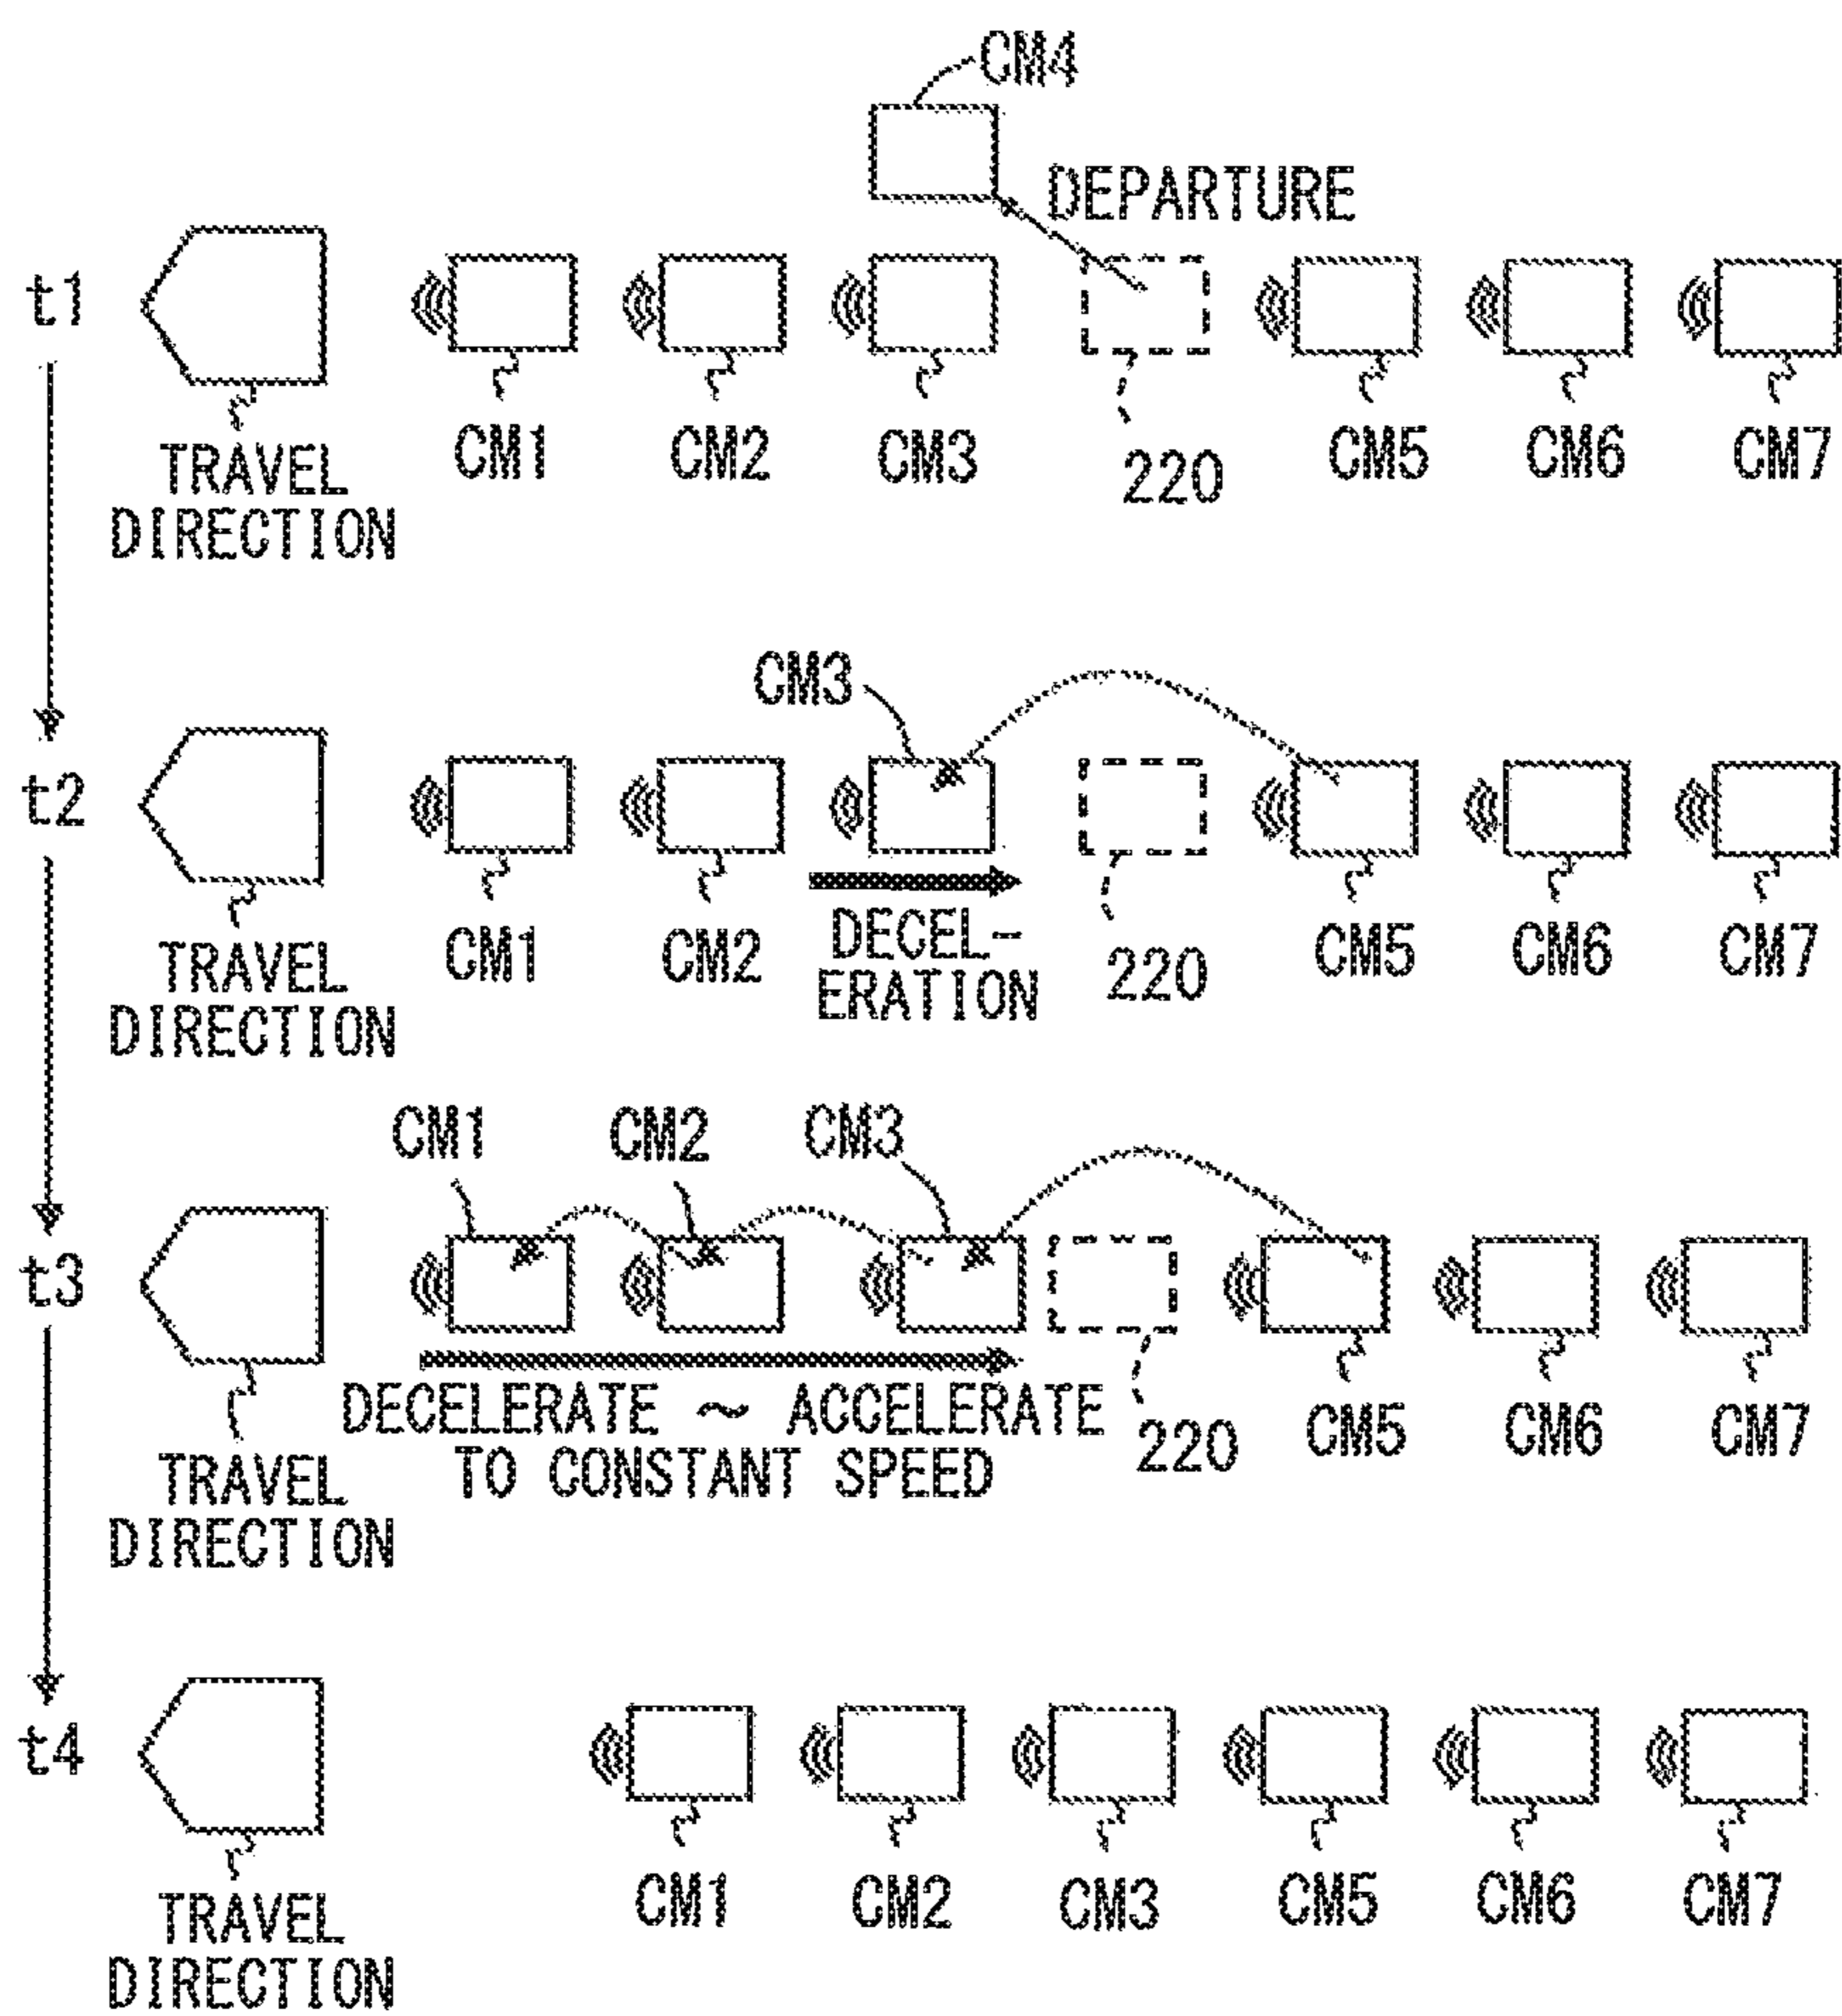 CM4
DEPARTURE
t1
CM1 CM2 CM3 220 CM5 CM6 CM7
TRAVEL
DIRECTION
CM3
t2
CM1 CM2 DECEL- 220 CM5 CM6 CM7
TRAVEL ERATION
DIRECTION
CM1 CM2 CM3
t3
DECELERATE ~ ACCELERATE 220 CM5 CM6 CM7
TO CONSTANT SPEED
TRAVEL
DIRECTION
t4
CM1 CM2 CM3 CM5 CM6 CM7
TRAVEL
DIRECTION